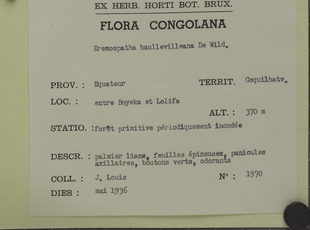 EX HERB. HORTI BOT. BRUX.
FLORA CONGOLANA
Eremospatha haullevilleana De Wild.
PROV. : Equateur TERRIT. Coquilhatv.
LOC. : entre Boyeka et Lolifa
ALT. : 370 m
STATIO. :forêt primitive périodiquement inondée
DESCR. : palmier liane, feuilles épineuses, panicules
axillaires, boutons verts, odorants
COLL. : J. Louis N° : 1970
DIES : mai 1936